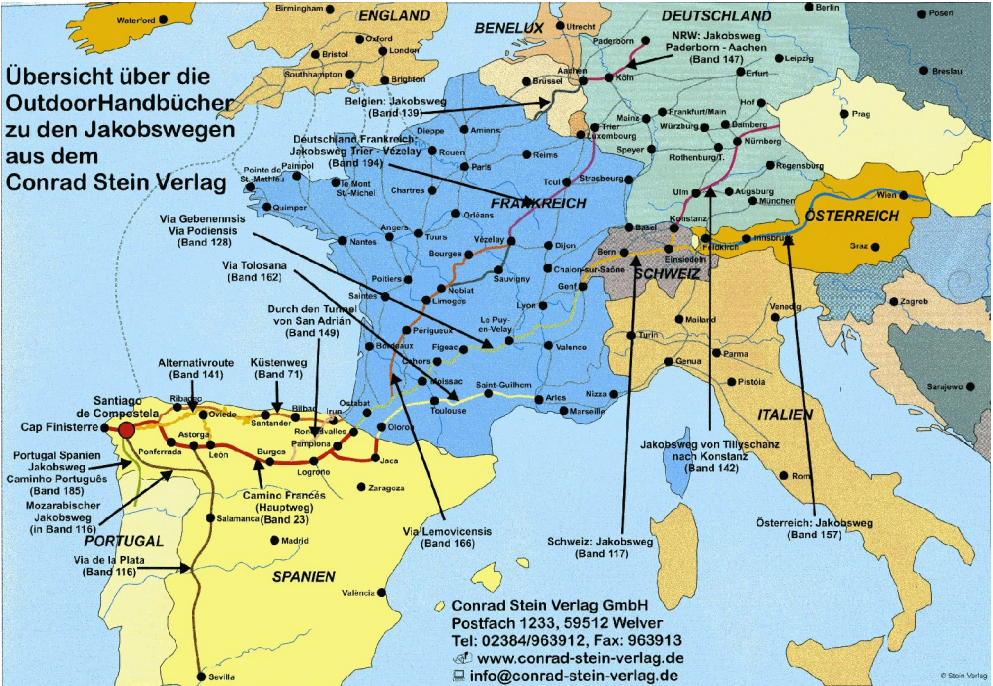 Übersicht über die
OutdoorHandbücher
zu den Jakobswegen
aus dem
Conrad Stein Verlag
Waterford
Birmingham
ENGLAND
Oxford
Bristol
London
Southhampton
Brighton
BENELUX
Utrecht
Brüssel
DEUTSCHLAND
Berlin
Posen
Breslau
Paderborn
NRW: Jakobsweg
Paderborn - Aachen
(Band 147)
Leipzig
Aachen
Köln
Erfurt
Belgien: Jakobsweg
(Band 139)
Hof
Prag
Mainz
Frankfurt/Main
Würzburg
Bamberg
Trier
Luxembourg
Speyer
Rothenburg/T.
Nürnberg
Regensburg
Deutschland,Frankreich:
Jakobsweg Trier - Vézelay
(Band 194)
Dieppe
Aminns
Rouen
Reims
Paris
Pointe de
St.-Mathieu
Paimpol
le Mont
St.-Michel
Chartres
Toul
Strasbourg
Ulm
Augsburg
München
Wien
Quimper
Orléans
FRANKREICH
Konstanz
ÖSTERREICH
Via Gebenennsis
Via Podiensis
(Band 128)
Nantes
Angers
Tours
Vézelay
Dijon
Basel
Feldkirch
Innsbruck
Graz
Bourges
Bern
Einsiedeln
SCHWEIZ
Via Tolosana
(Band 162)
Poitiers
Nobiat
Sauvigny
Chalon-sur-Saône
Genf
Saintes
Limoges
Lyon
Zagreb
Durch den Tunnel
von San Adrián
(Band 149)
Perigueux
Le Puy-
en-Velay
Mailand
Venedig
Turin
Bordeaux
Figeac
Valence
Genua
Parma
Alternativroute
(Band 141)
Küstenweg
(Band 71)
Cahors
Moissac
Saint-Guilhem
Pistóia
Sarajewo
Nizza
Santiago
de Compostela
Ribadeo
Oviedo
Bilbao
Santander
Irun
Ostabat
Toulouse
Arles
Marseille
ITALIEN
Cap Finisterre
Roncesvalles
Oloron
Astorga
Ponferrada
León
Burgos
Pamplona
Logroño
Jaca
Jakobsweg von Tillyschanz
nach Konstanz
(Band 142)
Portugal Spanien
Jakobsweg
Caminho Português
(Band 185)
Zaragoza
Rom
Mozarabischer
Jakobsweg
(in Band 116)
Camino Francés
(Hauptweg)
(Band 23)
Salamanca
Via Lemovicensis
(Band 166)
Schweiz: Jakobsweg
(Band 117)
Österreich: Jakobsweg
(Band 157)
PORTUGAL
Madrid
Via de la Plata
(Band 116)
SPANIEN
València
Sevilla
Conrad Stein Verlag GmbH
Postfach 1233, 59512 Welver
Tel: 02384/963912, Fax: 963913
www.conrad-stein-verlag.de
info@conrad-stein-verlag.de
© Stein Verlag